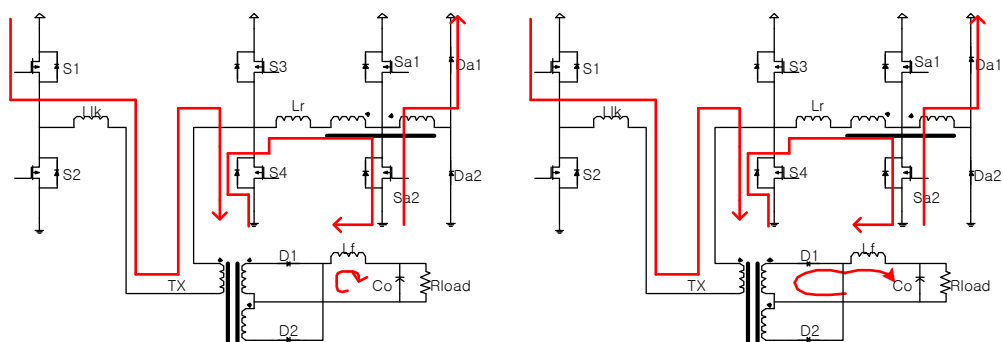 S1 S3 Sa1 Da1 S1 S3 Sa1 Da1
Llk Lr Llk Lr
S2 S4 Sa2 Da2 S2 S4 Sa2 Da2
D1 Lf D1 Lf
TX Co Rload TX Co Rload
D2 D2